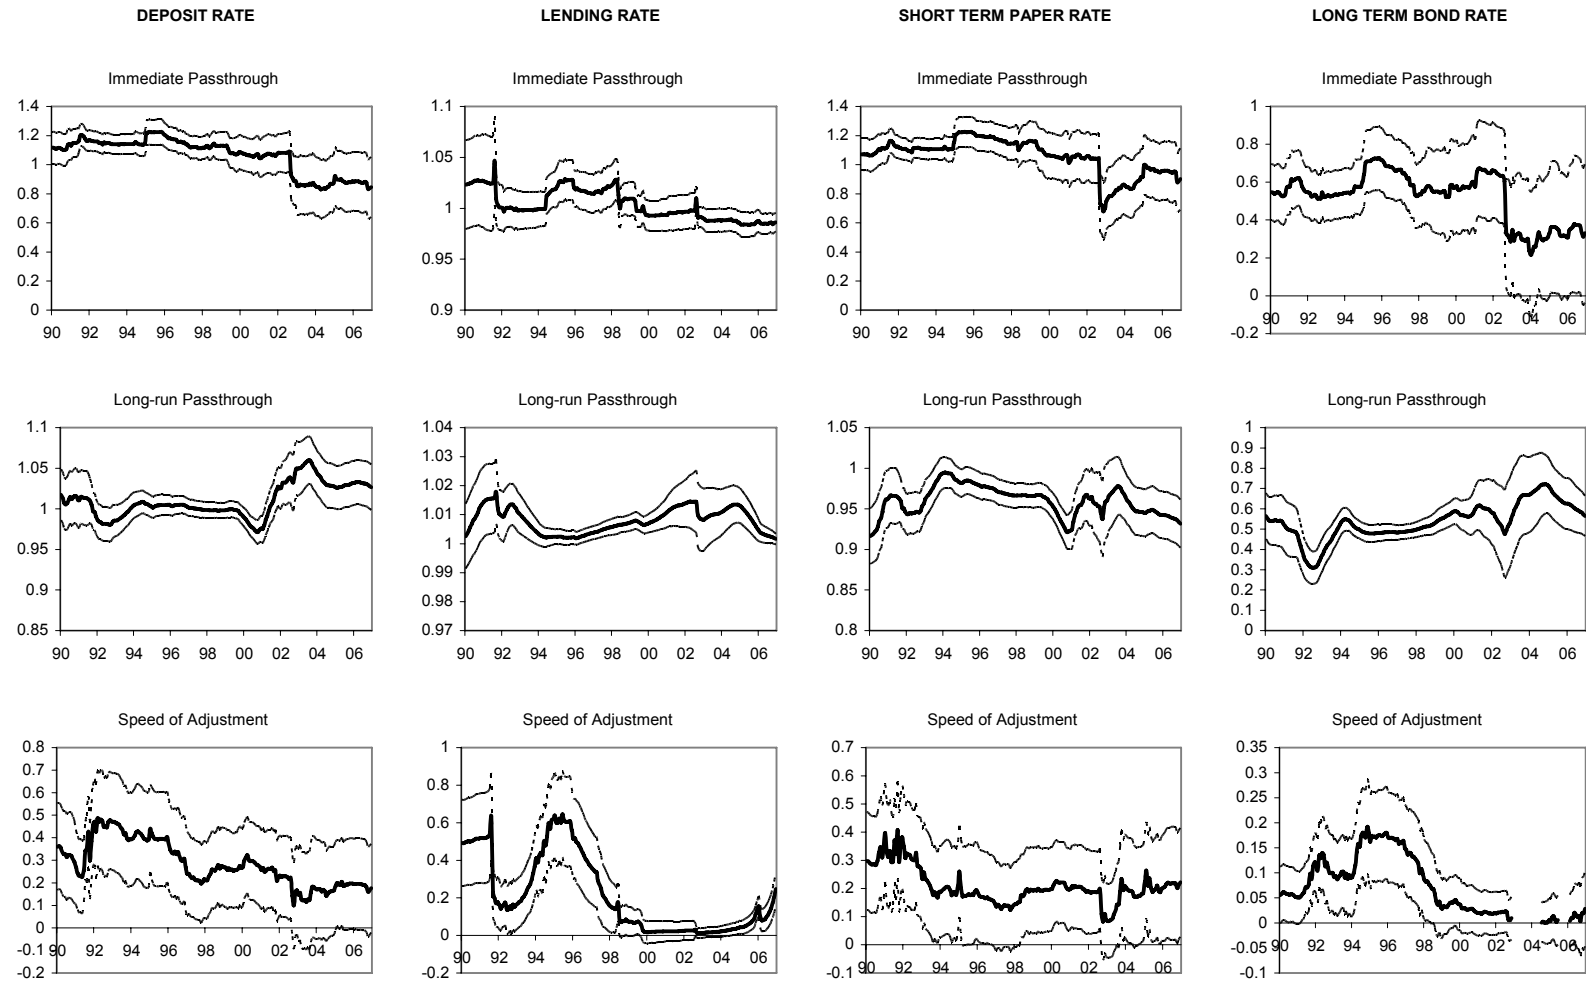 DEPOSIT RATE LENDING RATE SHORT TERM PAPER RATE LONG TERM BOND RATE
Immediate Passthrough Immediate Passthrough Immediate Passthrough Immediate Passthrough
1.4 1.1 1.4 1
1.2 1.2 0.8
1 1.05 1 0.6
0.8 0.8 0.4
0.6 1 0.6 0.2
0.4 0.95 0.4 0
0.2 0.2
0 0.9 0 -0.2
90 92 94 96 98 00 02 04 06 90 92 94 96 98 00 02 04 06 90 92 94 96 98 00 02 04 06 90 92 94 96 98 00 02 04 06
Long-run Passthrough Long-run Passthrough Long-run Passthrough Long-run Passthrough
1.1 1.04 1.05 1
1.03 0.9
1.05 1.02 1 0.8
0.7
1 1.01 0.95 0.6
0.5
0.95 1 0.9 0.4
0.99 0.3
0.9 0.98 0.85 0.2
0.1
0.85 0.97 0.8 0
90 92 94 96 98 00 02 04 06 90 92 94 96 98 00 02 04 06 90 92 94 96 98 00 02 04 06 90 92 94 96 98 00 02 04 06
Speed of Adjustment Speed of Adjustment Speed of Adjustment Speed of Adjustment
0.8 1 0.7 0.35
0.7 0.8 0.6 0.3
0.6 0.5 0.25
0.5 0.6 0.4 0.2
0.4 0.4 0.3 0.15
0.3 0.2 0.1
0.2 0.2 0.1 0.05
0.1 0 0 0
0 -0.05
-0.1 90 92 94 96 98 00 02 04 06 90 92 94 96 98 00 02 04 06 90 92 94 96 98 00 02 04 06 90 92 94 96 98 00 02 04 06
-0.2 -0.2 -0.1 -0.1